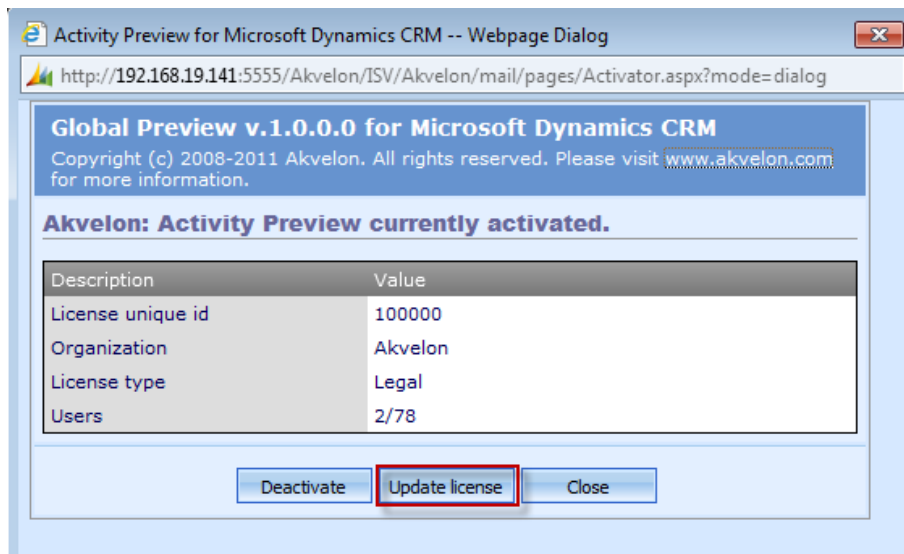 Activity Preview for Microsoft Dynamics CRM -- Webpage Dialog
http://192.168.19.141:5555/Akvelon/ISV/Akvelon/mail/pages/Activator.aspx?mode=dialog
Global Preview v.1.0.0.0 for Microsoft Dynamics CRM
Copyright (c) 2008-2011 Akvelon. All rights reserved. Please visit www.akvelon.com
for more information.
Akvelon: Activity Preview currently activated.
Description Value
License unique id 100000
Organization Akvelon
License type Legal
Users 2/78
Deactivate Update license Close